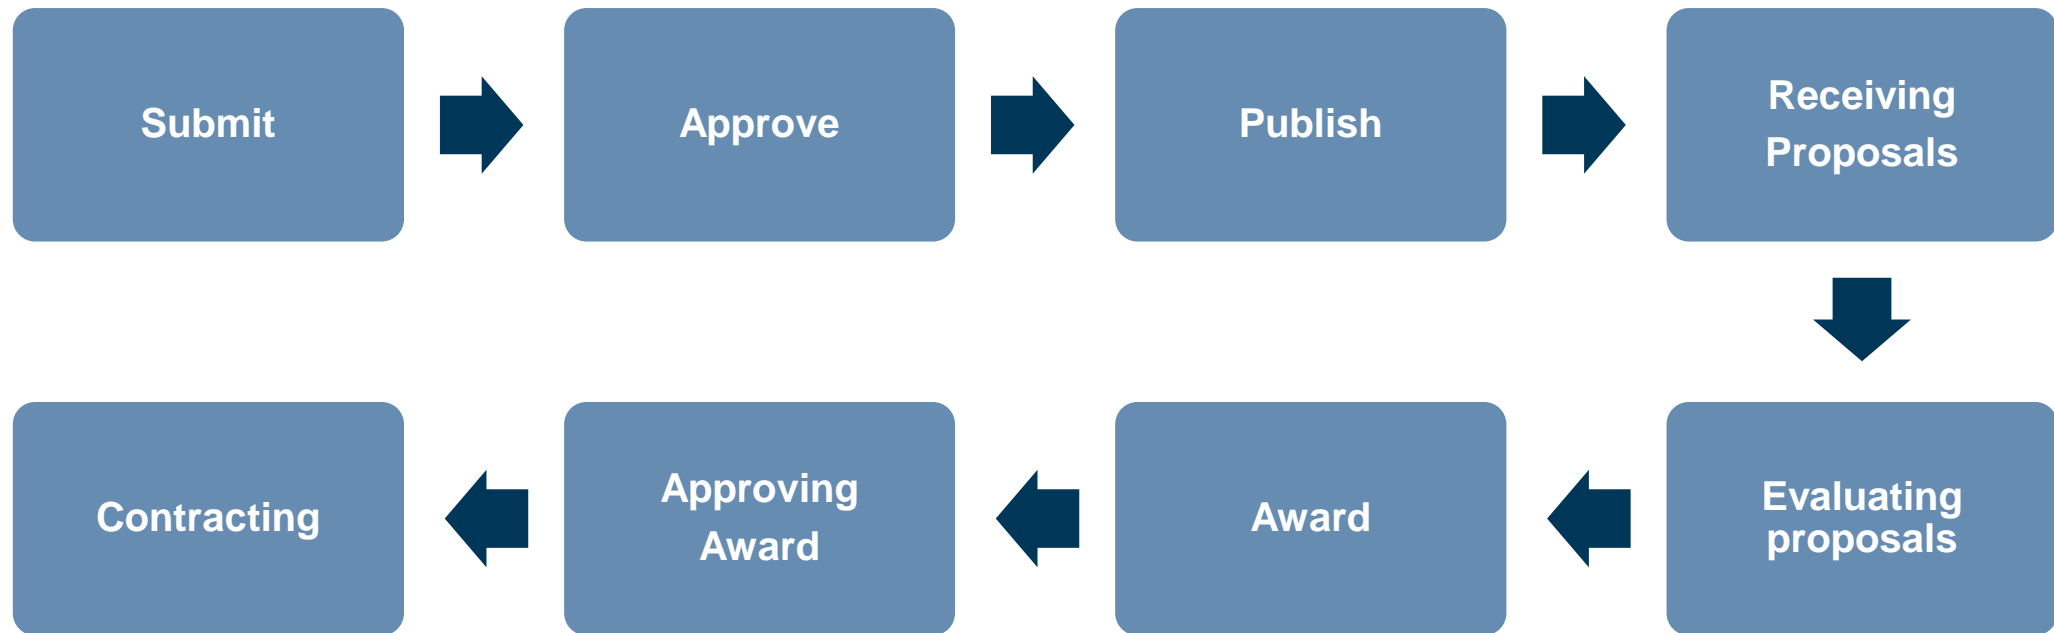 Submit
Approve
Publish
Receiving
Proposals
Evaluating
proposals
Award
Approving
Award
Contracting